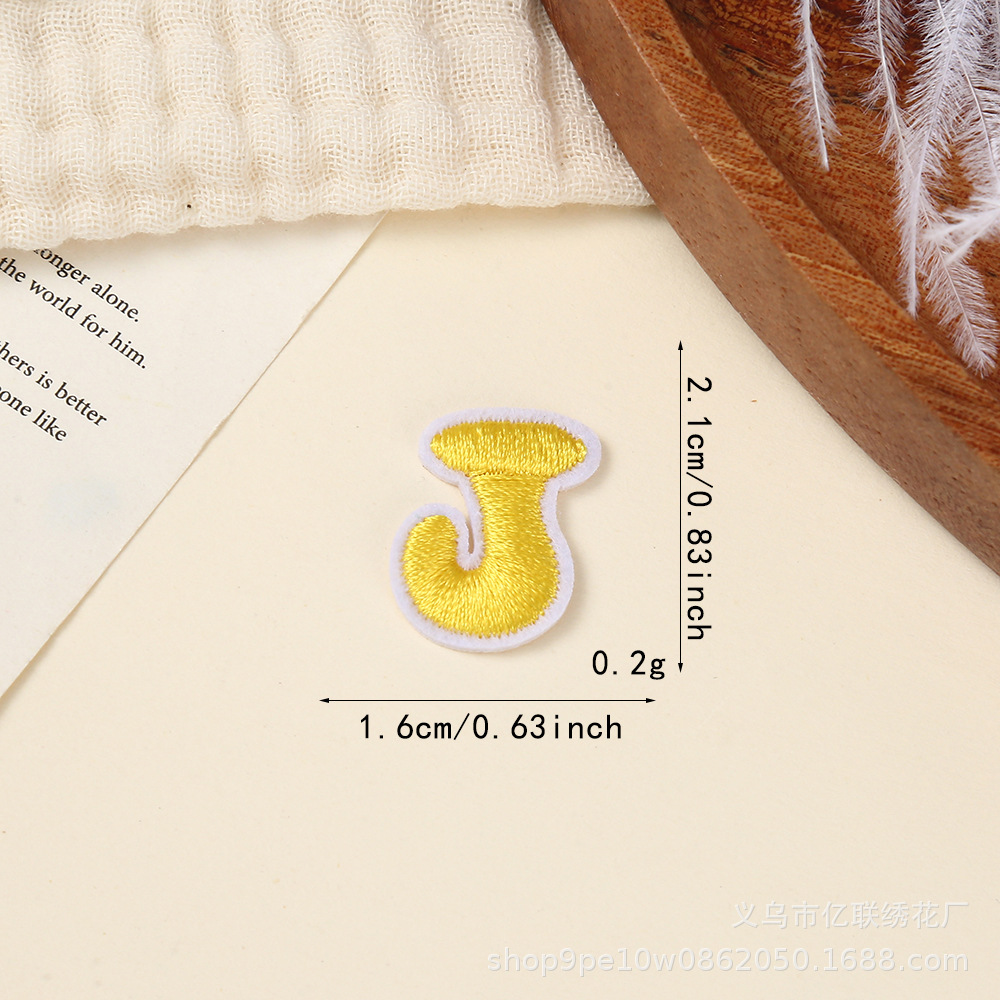 onger alone.
the world for him.
hers is better
one like
J
2.1cm/0.83inch
0.2g
1.6cm/0.63inch
义乌市亿联绣花厂
shop9pe10w0862050.1688.com